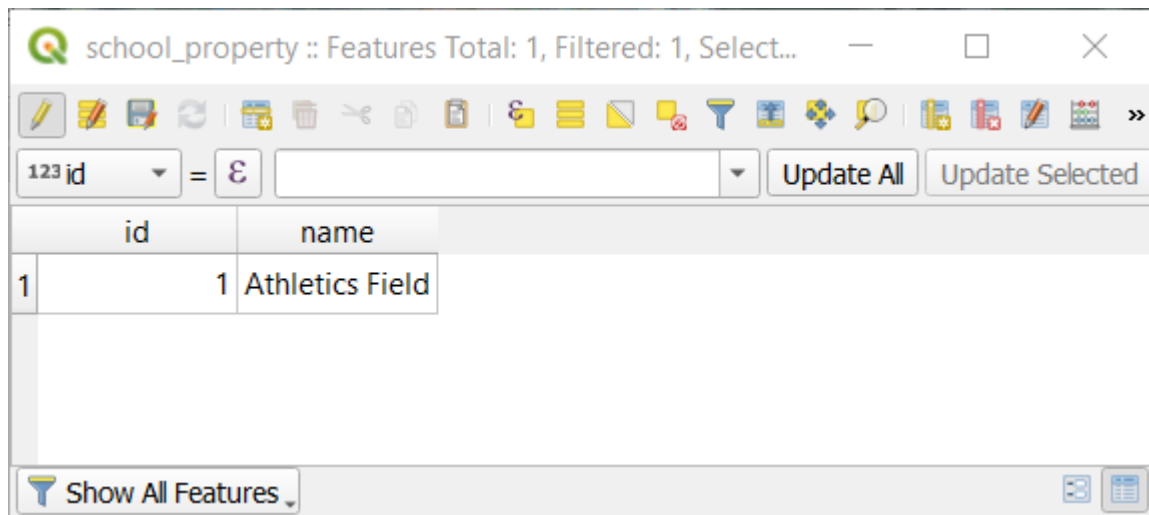 school_property :: Features Total: 1, Filtered: 1, Select...
123 id = ε Update All Update Selected
id name
1 1 Athletics Field
Show All Features